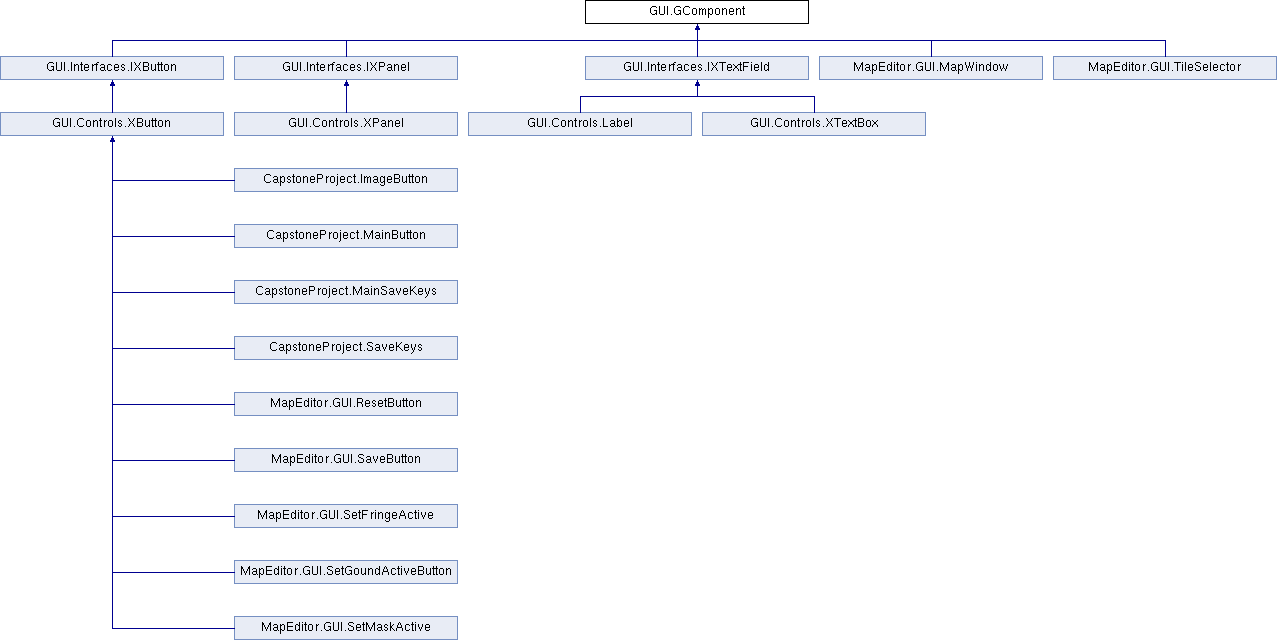 GUI.GComponent
GUI.Interfaces.IXButton
GUI.Interfaces.IXPanel
GUI.Interfaces.IXTextField
MapEditor.GUI.MapWindow
MapEditor.GUI.TileSelector
GUI.Controls.XButton
GUI.Controls.XPanel
GUI.Controls.Label
GUI.Controls.XTextBox
CapstoneProject.ImageButton
CapstoneProject.MainButton
CapstoneProject.MainSaveKeys
CapstoneProject.SaveKeys
MapEditor.GUI.ResetButton
MapEditor.GUI.SaveButton
MapEditor.GUI.SetFringeActive
MapEditor.GUI.SetGoundActiveButton
MapEditor.GUI.SetMaskActive